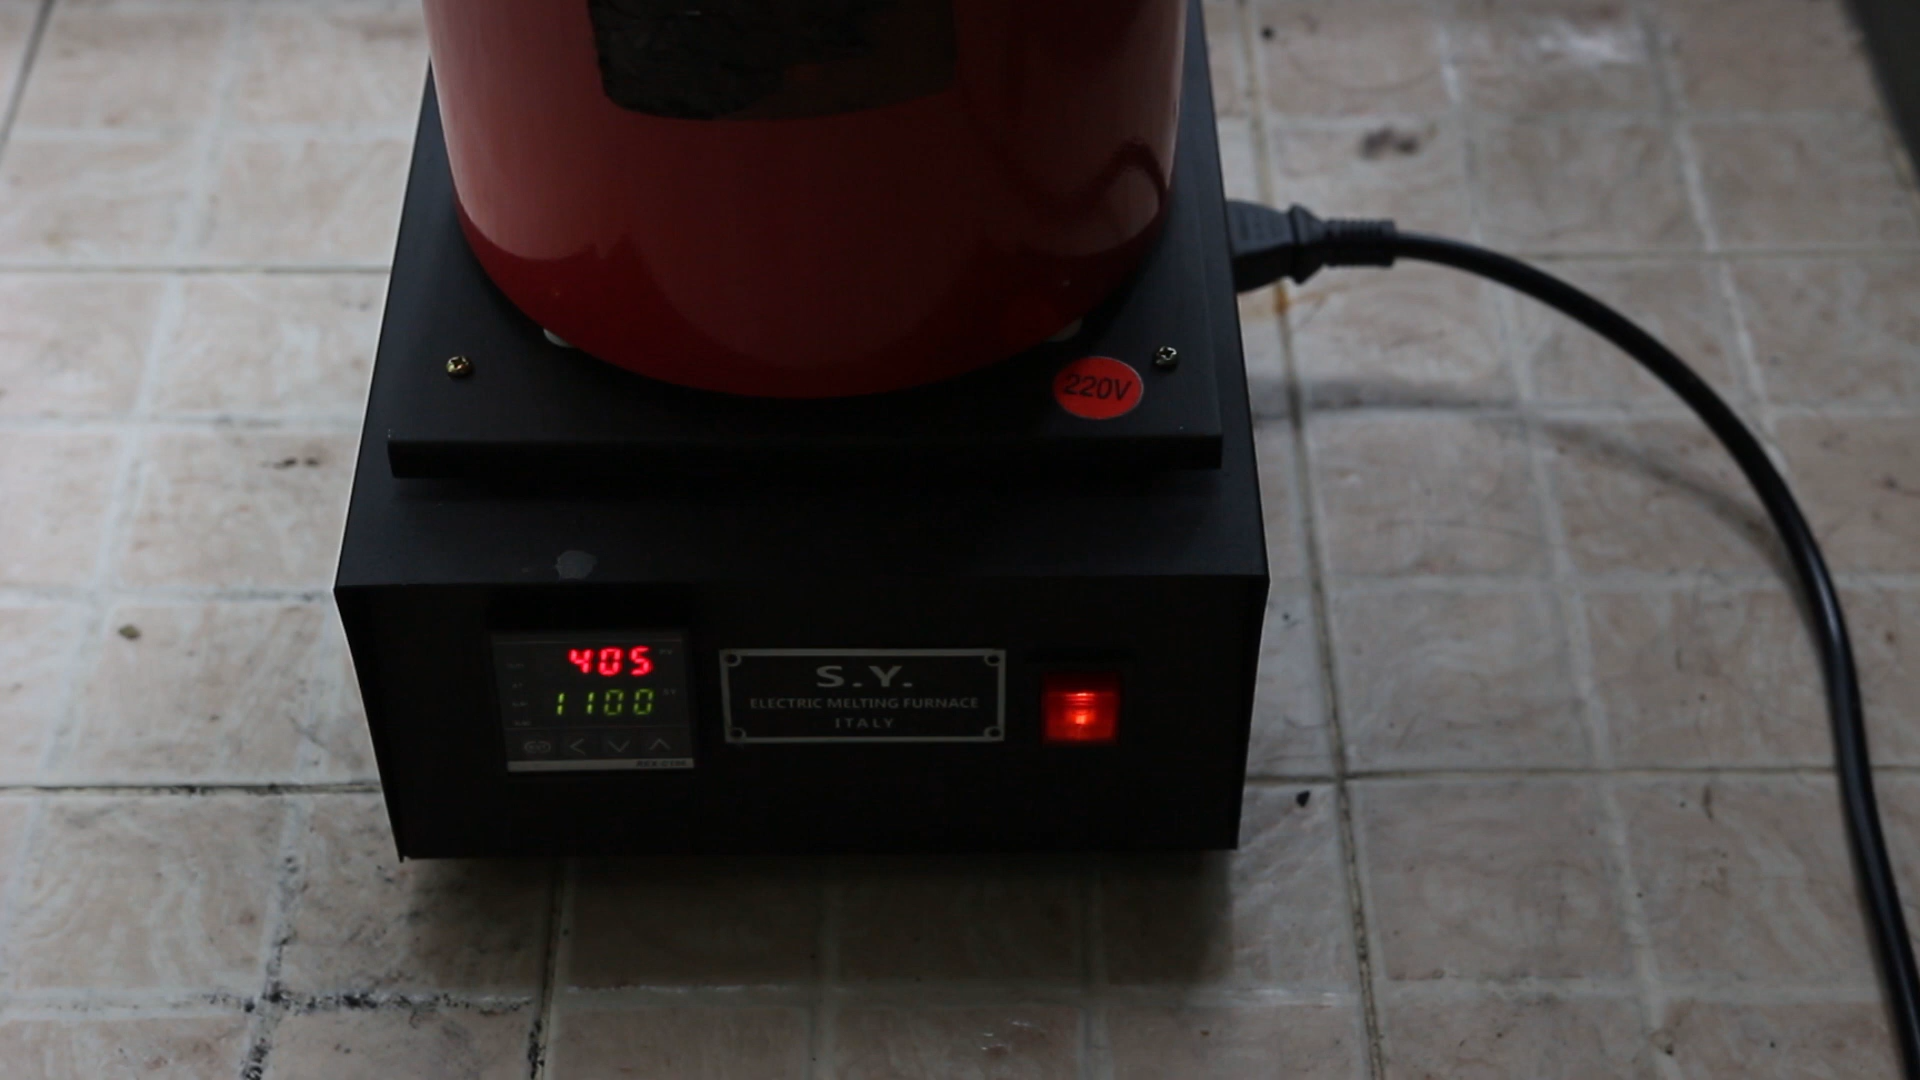 220V
405
1100
S.Y.
ELECTRIC MELTING FURNACE
ITALY